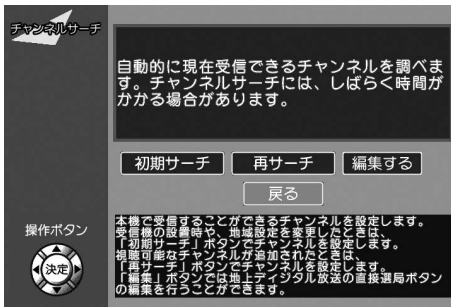 チャンネルサーチ
自動的に現在受信できるチャンネルを調べま
す。チャンネルサーチには、しばらく時間が
かかる場合があります。
初期サーチ 再サーチ 編集する
戻る
操作ボタン
決定
本機で受信することができるチャンネルを設定します。
受信機の設置時や、地域設定を変更したときは、
「初期サーチ」ボタンでチャンネルを設定します。
視聴可能なチャンネルが追加されたときは、
「再サーチ」ボタンでチャンネルを設定します。
「編集」ボタンでは地上ディジタル放送の直接選局ボタン
の編集を行うことができます。